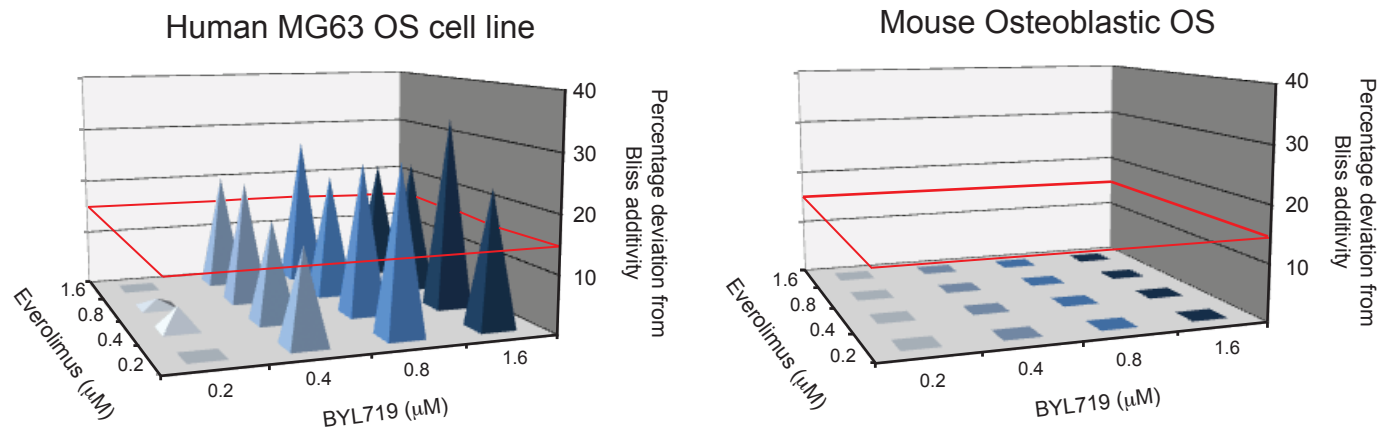 Human MG63 OS cell line
40
30
20
10
Percentage deviation from
Bliss additivity
1.6
0.8
0.4
0.2
Everolimus (μM)
0.2
0.4
0.8
1.6
BYL719 (μM)
Mouse Osteoblastic OS
40
30
20
10
Percentage deviation from
Bliss additivity
1.6
0.8
0.4
0.2
Everolimus (μM)
0.2
0.4
0.8
1.6
BYL719 (μM)